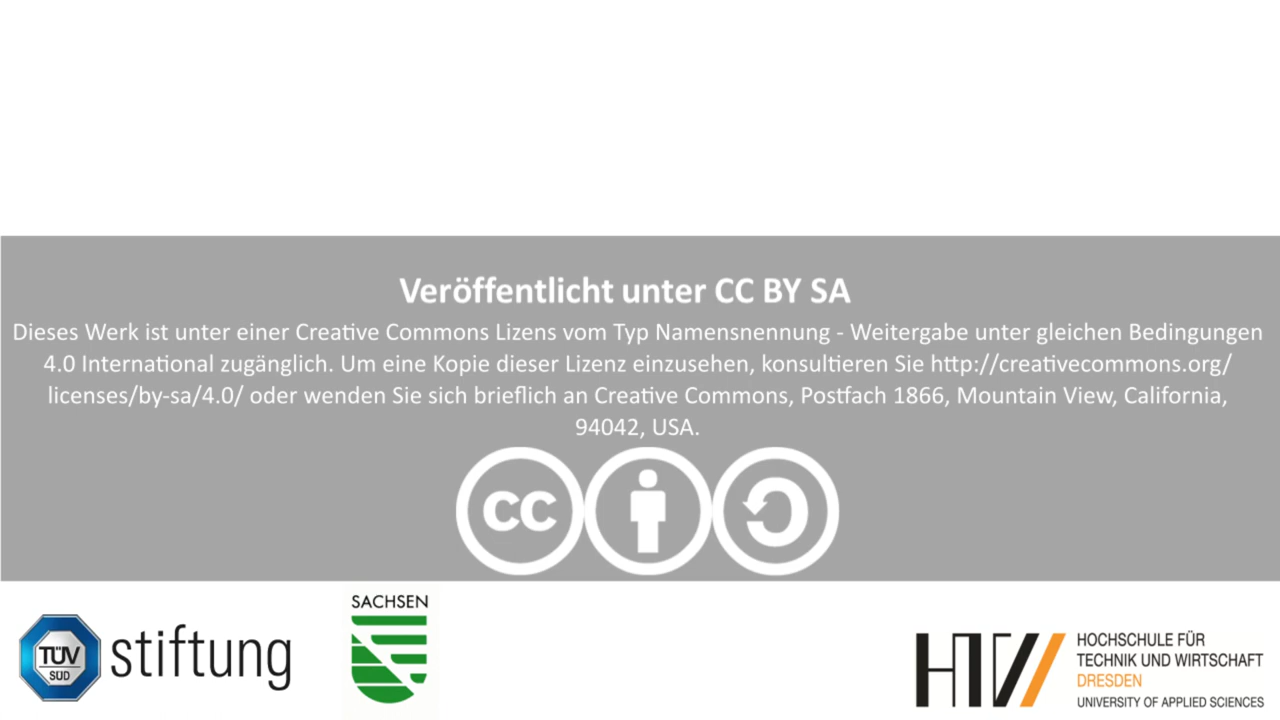 Veröffentlicht unter CC BY SA
Dieses Werk ist unter einer Creative Commons Lizens vom Typ Namensnennung - Weitergabe unter gleichen Bedingungen
4.0 International zugänglich. Um eine Kopie dieser Lizenz einzusehen, konsultieren Sie http://creativecommons.org/
licenses/by-sa/4.0/ oder wenden Sie sich brieflich an Creative Commons, Postfach 1866, Mountain View, California,
94042, USA.
cc
TÜV
SÜD
stiftung
SACHSEN
HTW
HOCHSCHULE FÜR
TECHNIK UND WIRTSCHAFT
DRESDEN
UNIVERSITY OF APPLIED SCIENCES